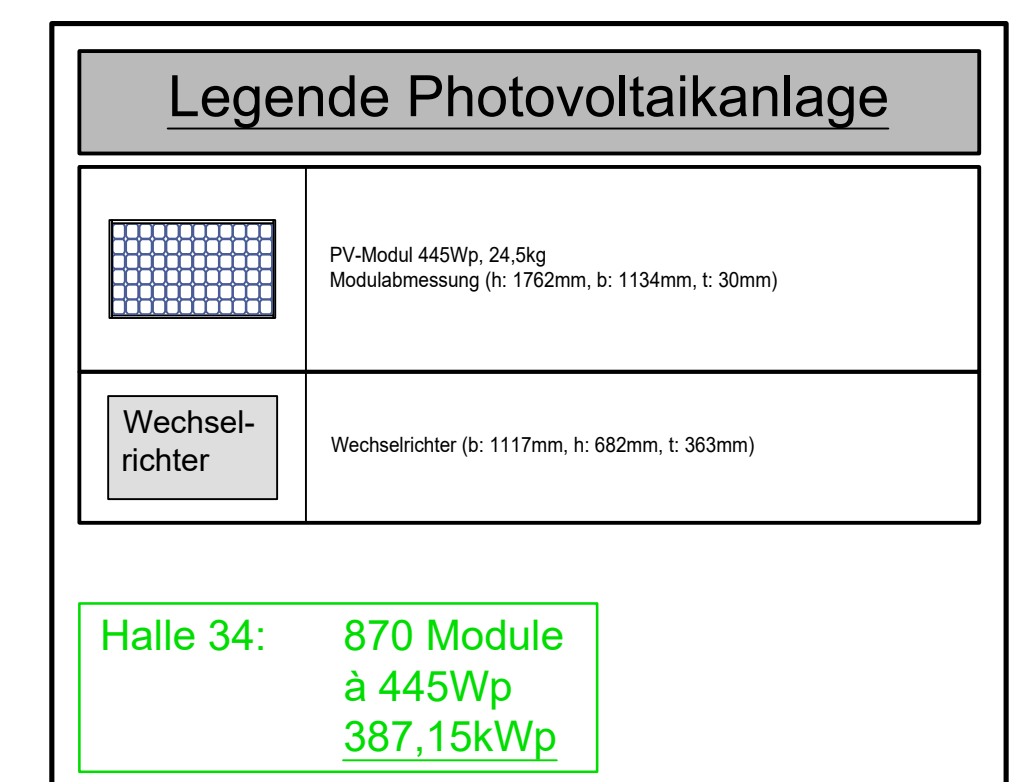 Legende Photovoltaikanlage
PV-Modul 445Wp, 24,5kg
Modulabmessung (h: 1762mm, b: 1134mm, t: 30mm)
Wechsel-
richter
Wechselrichter (b: 1117mm, h: 682mm, t: 363mm)
Halle 34: 870 Module
à 445Wp
387,15kWp